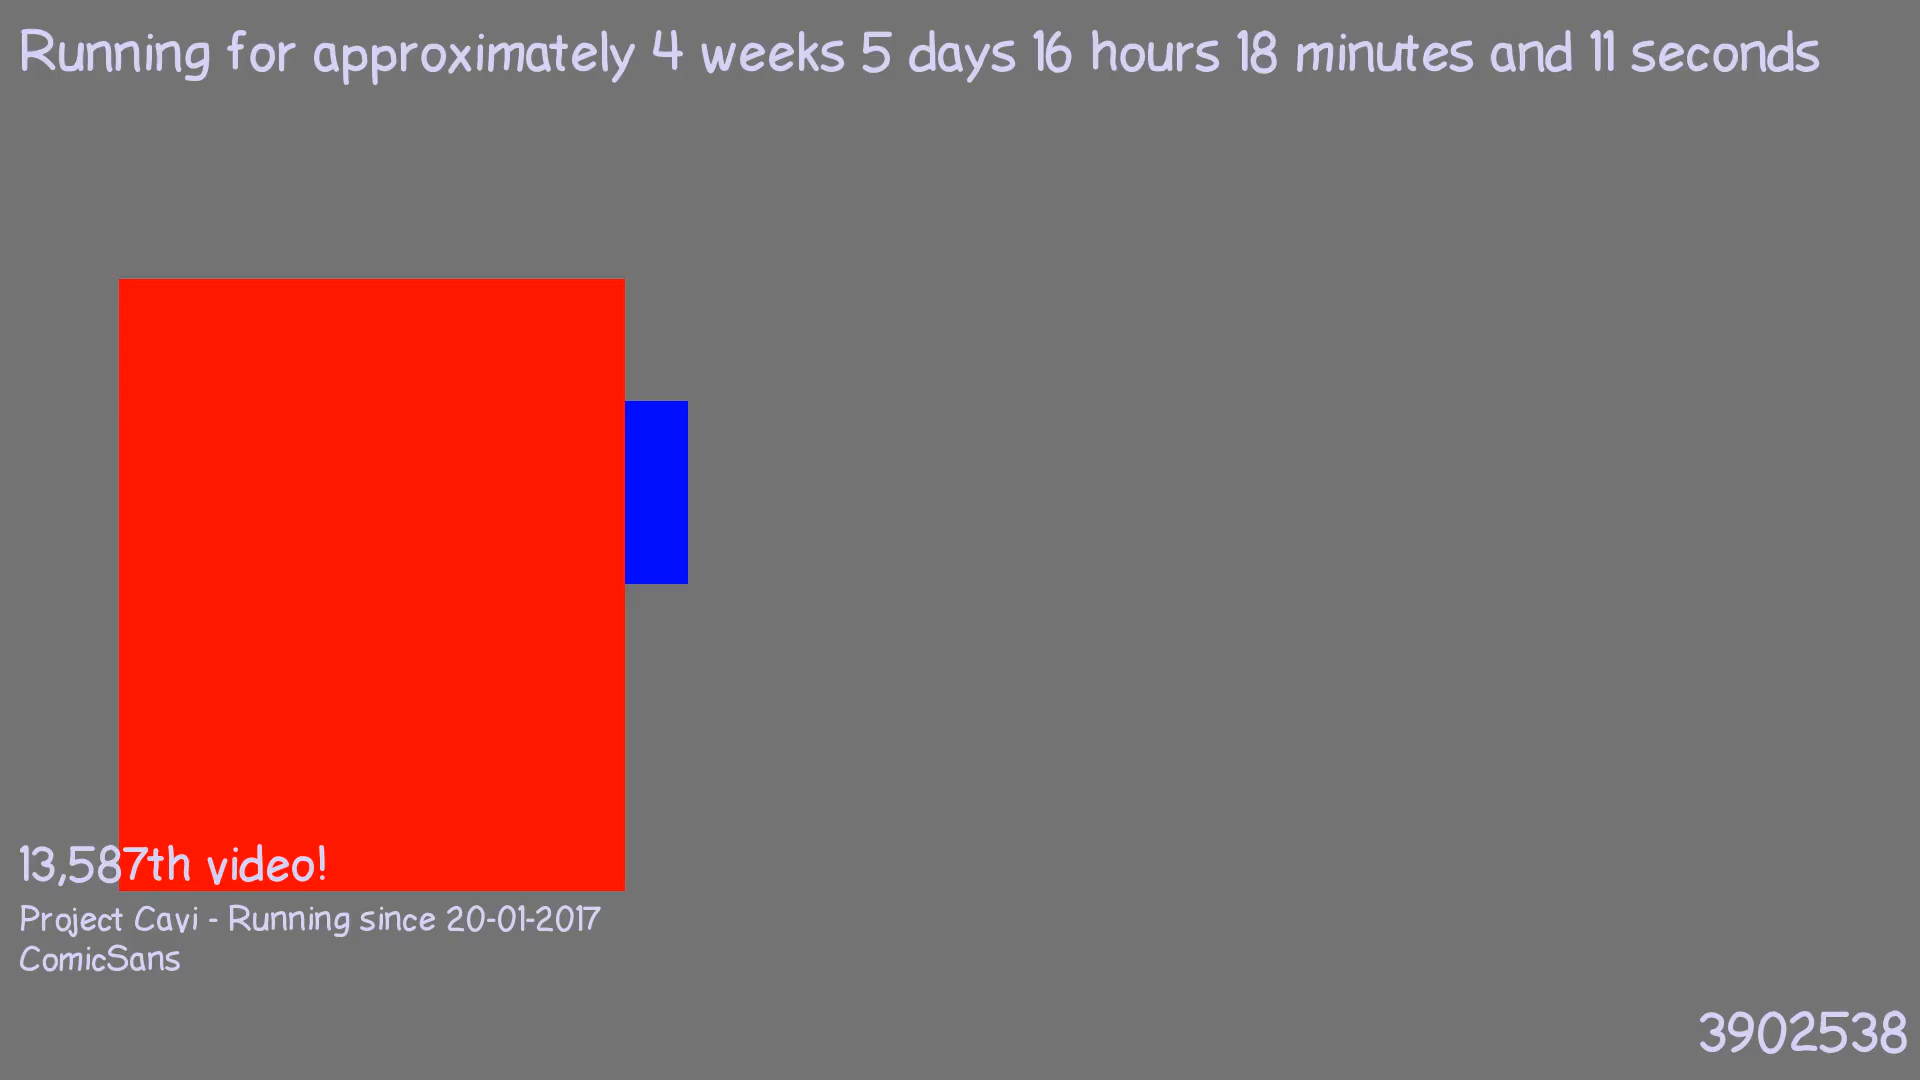 Running for approximately 4 weeks 5 days 16 hours 18 minutes and 11 seconds
13,587th video!
Project Cavi - Running since 20-01-2017
ComicSans
3902538